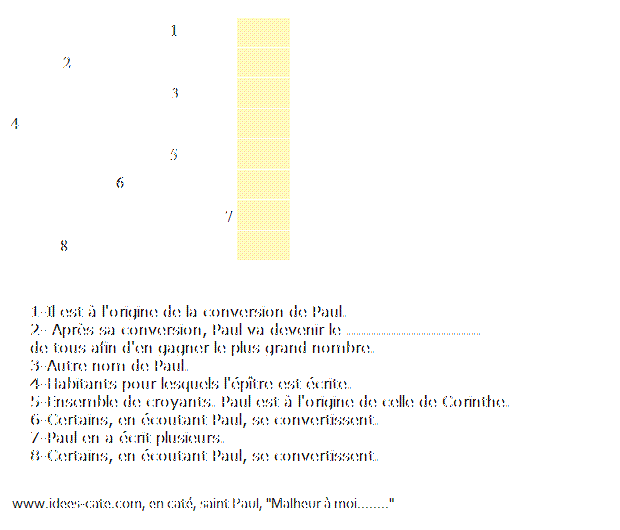 1
2
3
4
5
6
7
8
1- Il est à l'origine de la conversion de Paul.
2- Après sa conversion, Paul va devenir le ................................................
de tous afin d'en gagner le plus grand nombre.
3-Autre nom de Paul.
4-Habitants pour lesquels l'épître est écrite.
5-Ensemble de croyants. Paul est à l'origine de celle de Corinthe.
6-Certains, en écoutant Paul, se convertissent.
7-Paul en a écrit plusieurs.
8-Certains, en écoutant Paul, se convertissent.
www.idees-cate.com, en caté, saint Paul, "Malheur à moi........"